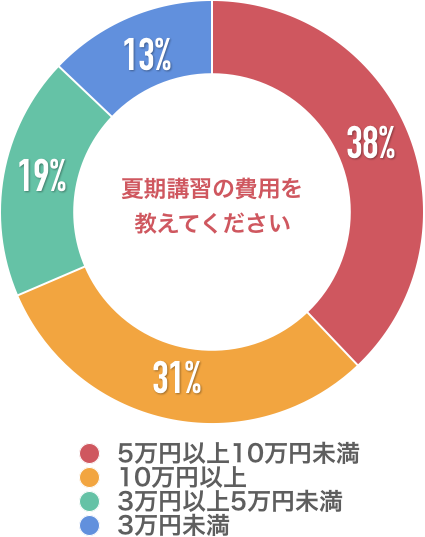 13%
38%
19%
夏期講習の費用を
教えてください
31%
5万円以上10万円未満
10万円以上
3万円以上5万円未満
3万円未満